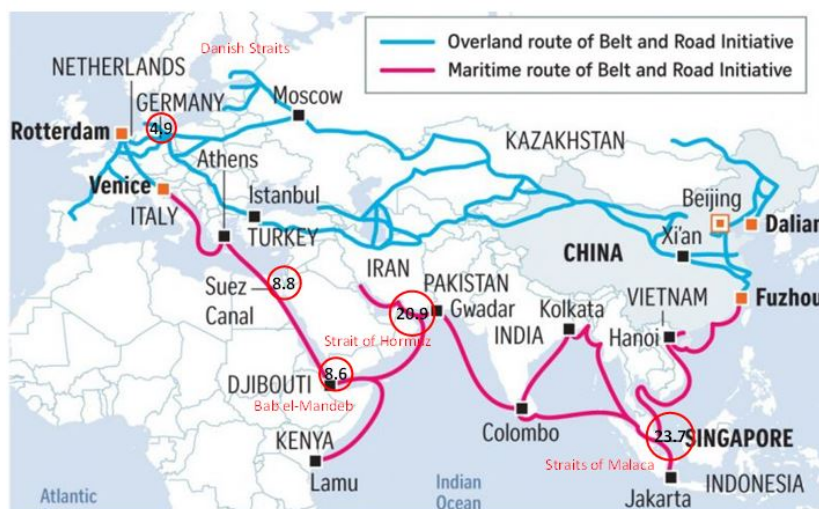 Overland route of Belt and Road Initiative
Maritime route of Belt and Road Initiative
Danish Straits
NETHERLANDS
GERMANY
Moscow
Rotterdam
4.9
KAZAKHSTAN
Athens
Venice
Istanbul
Beijing
ITALY
TURKEY
Dalian
Xi'an
CHINA
IRAN
Suez
Canal
8.8
PAKISTAN
Gwadar
20.9
Kolkata
VIETNAM
Fuzhou
INDIA
Hanoi
Strait of Hormuz
DJIBOUTI
8.6
Bab el-Mandeb
Colombo
23.7
SINGAPORE
KENYA
Lamu
Straits of Malaca
INDONESIA
Jakarta
Atlantic
Indian
Ocean